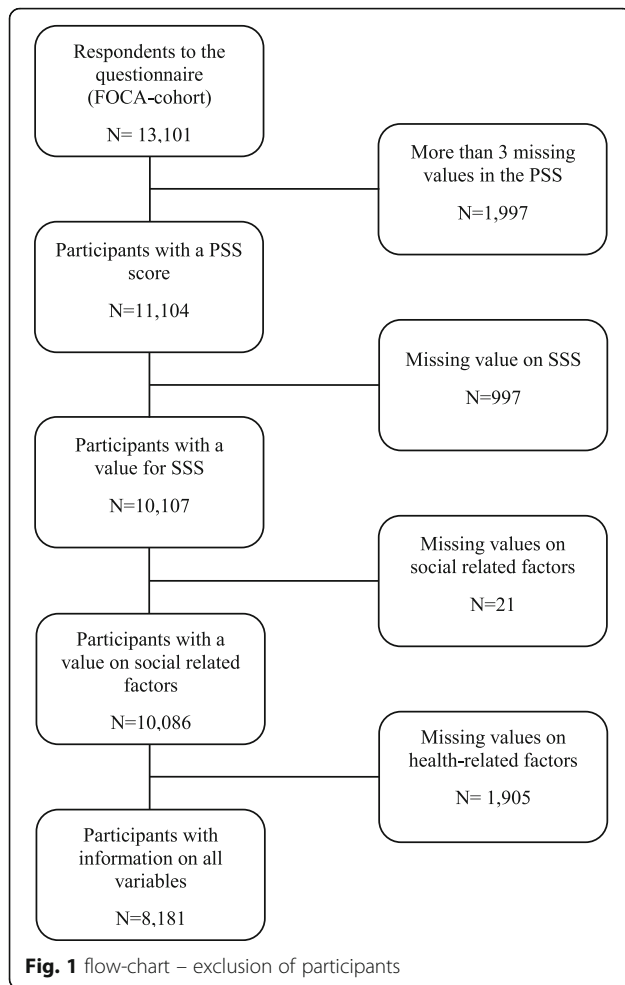 Respondents to the
questionnaire
(FOCA-cohort)
N= 13,101
More than 3 missing
values in the PSS
N=1,997
Participants with a PSS
score
N=11,104
Missing value on SSS
N=997
Participants with a
value for SSS
N=10,107
Missing values on
social related factors
N=21
Participants with a
value on social related
factors
N=10,086
Missing values on
health-related factors
N= 1,905
Participants with
information on all
variables
N=8,181
Fig. 1 flow-chart – exclusion of participants